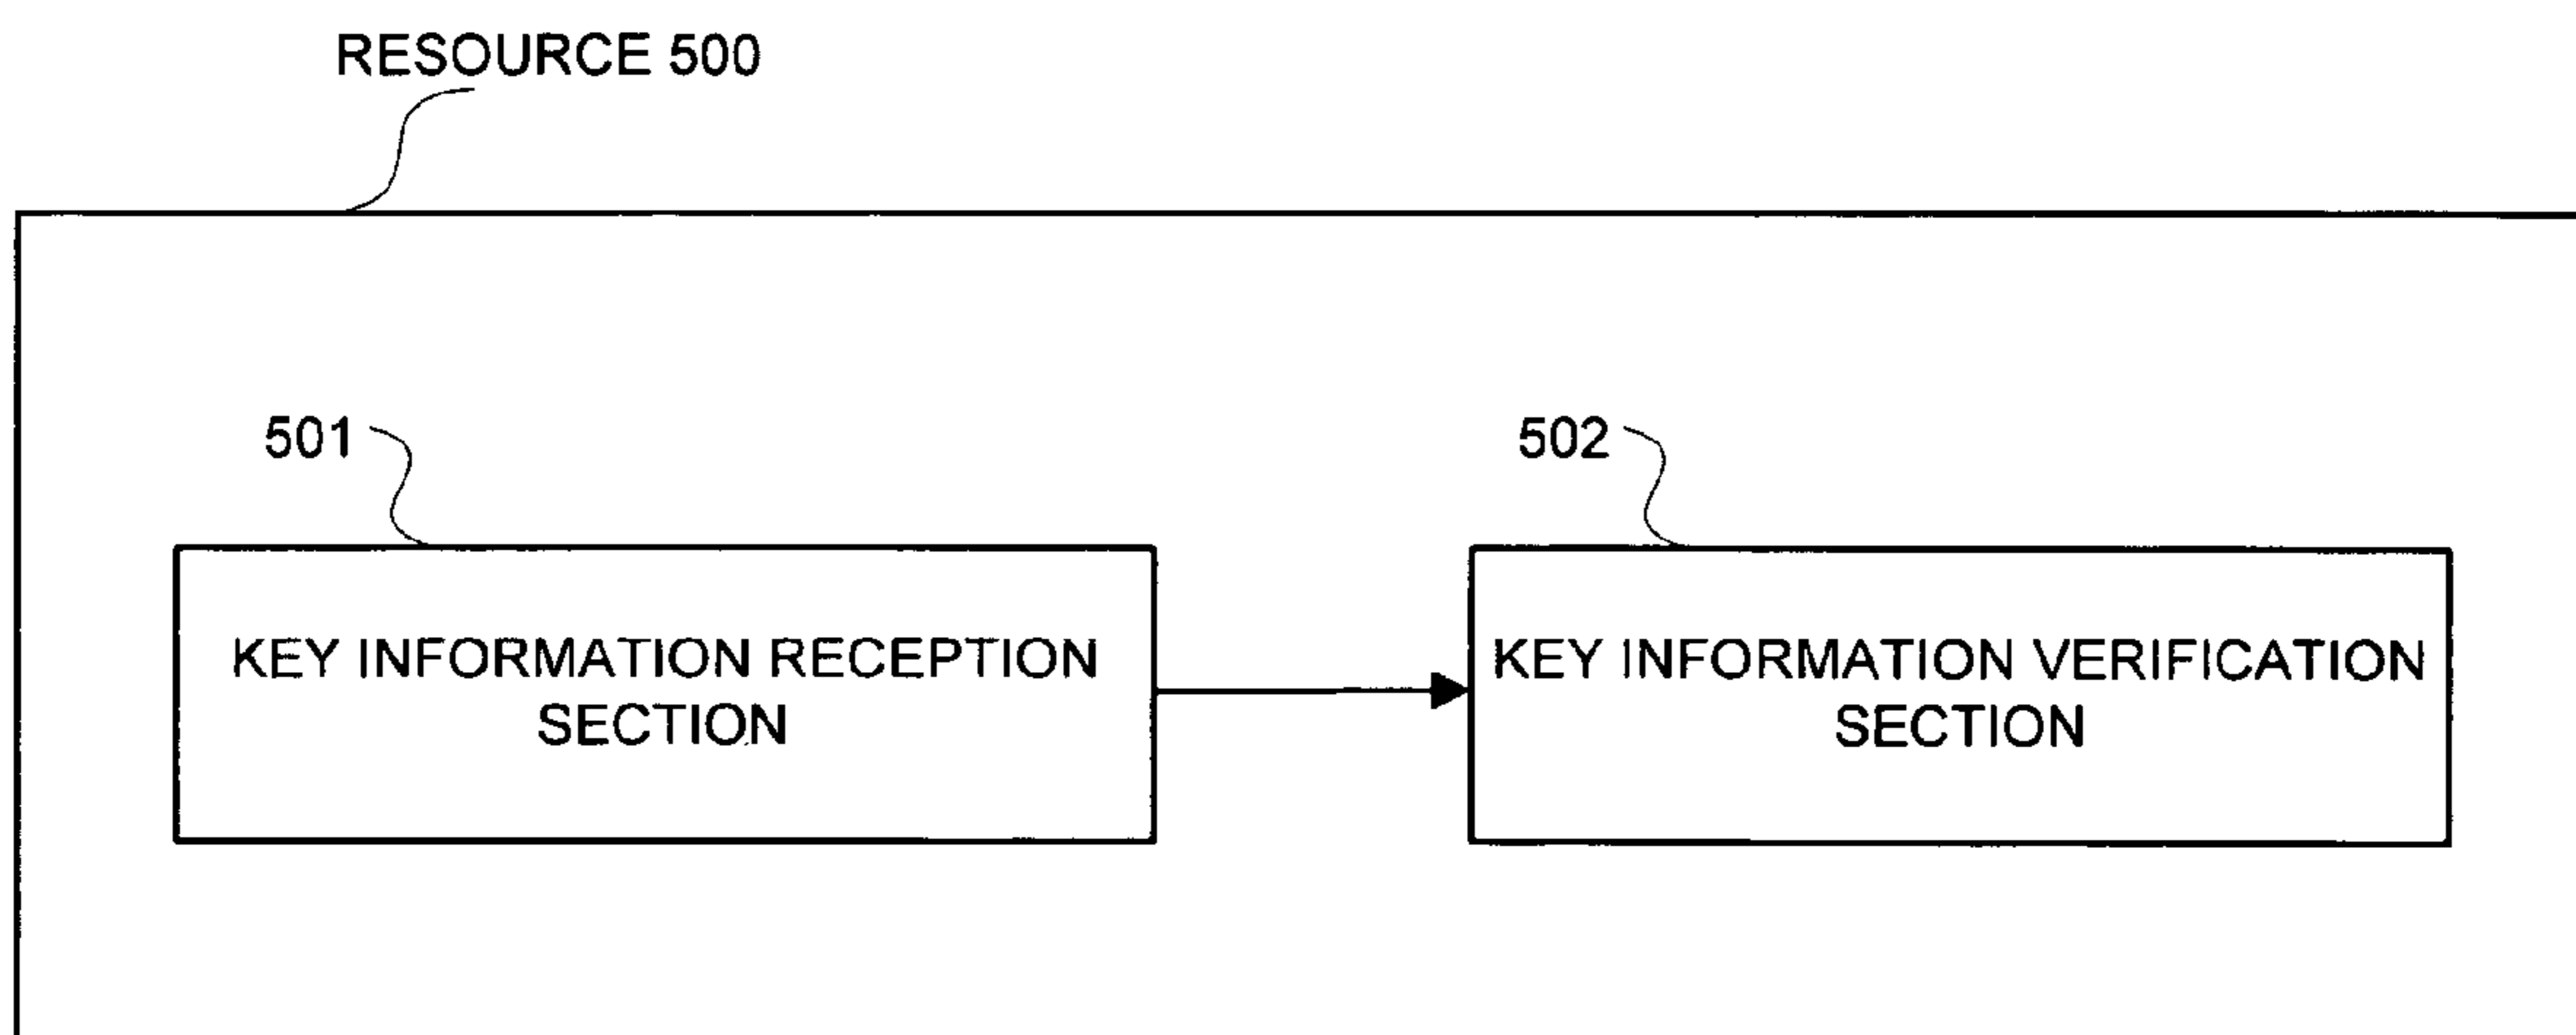 RESOURCE 500
501
502
KEY INFORMATION RECEPTION
SECTION
KEY INFORMATION VERIFICATION
SECTION